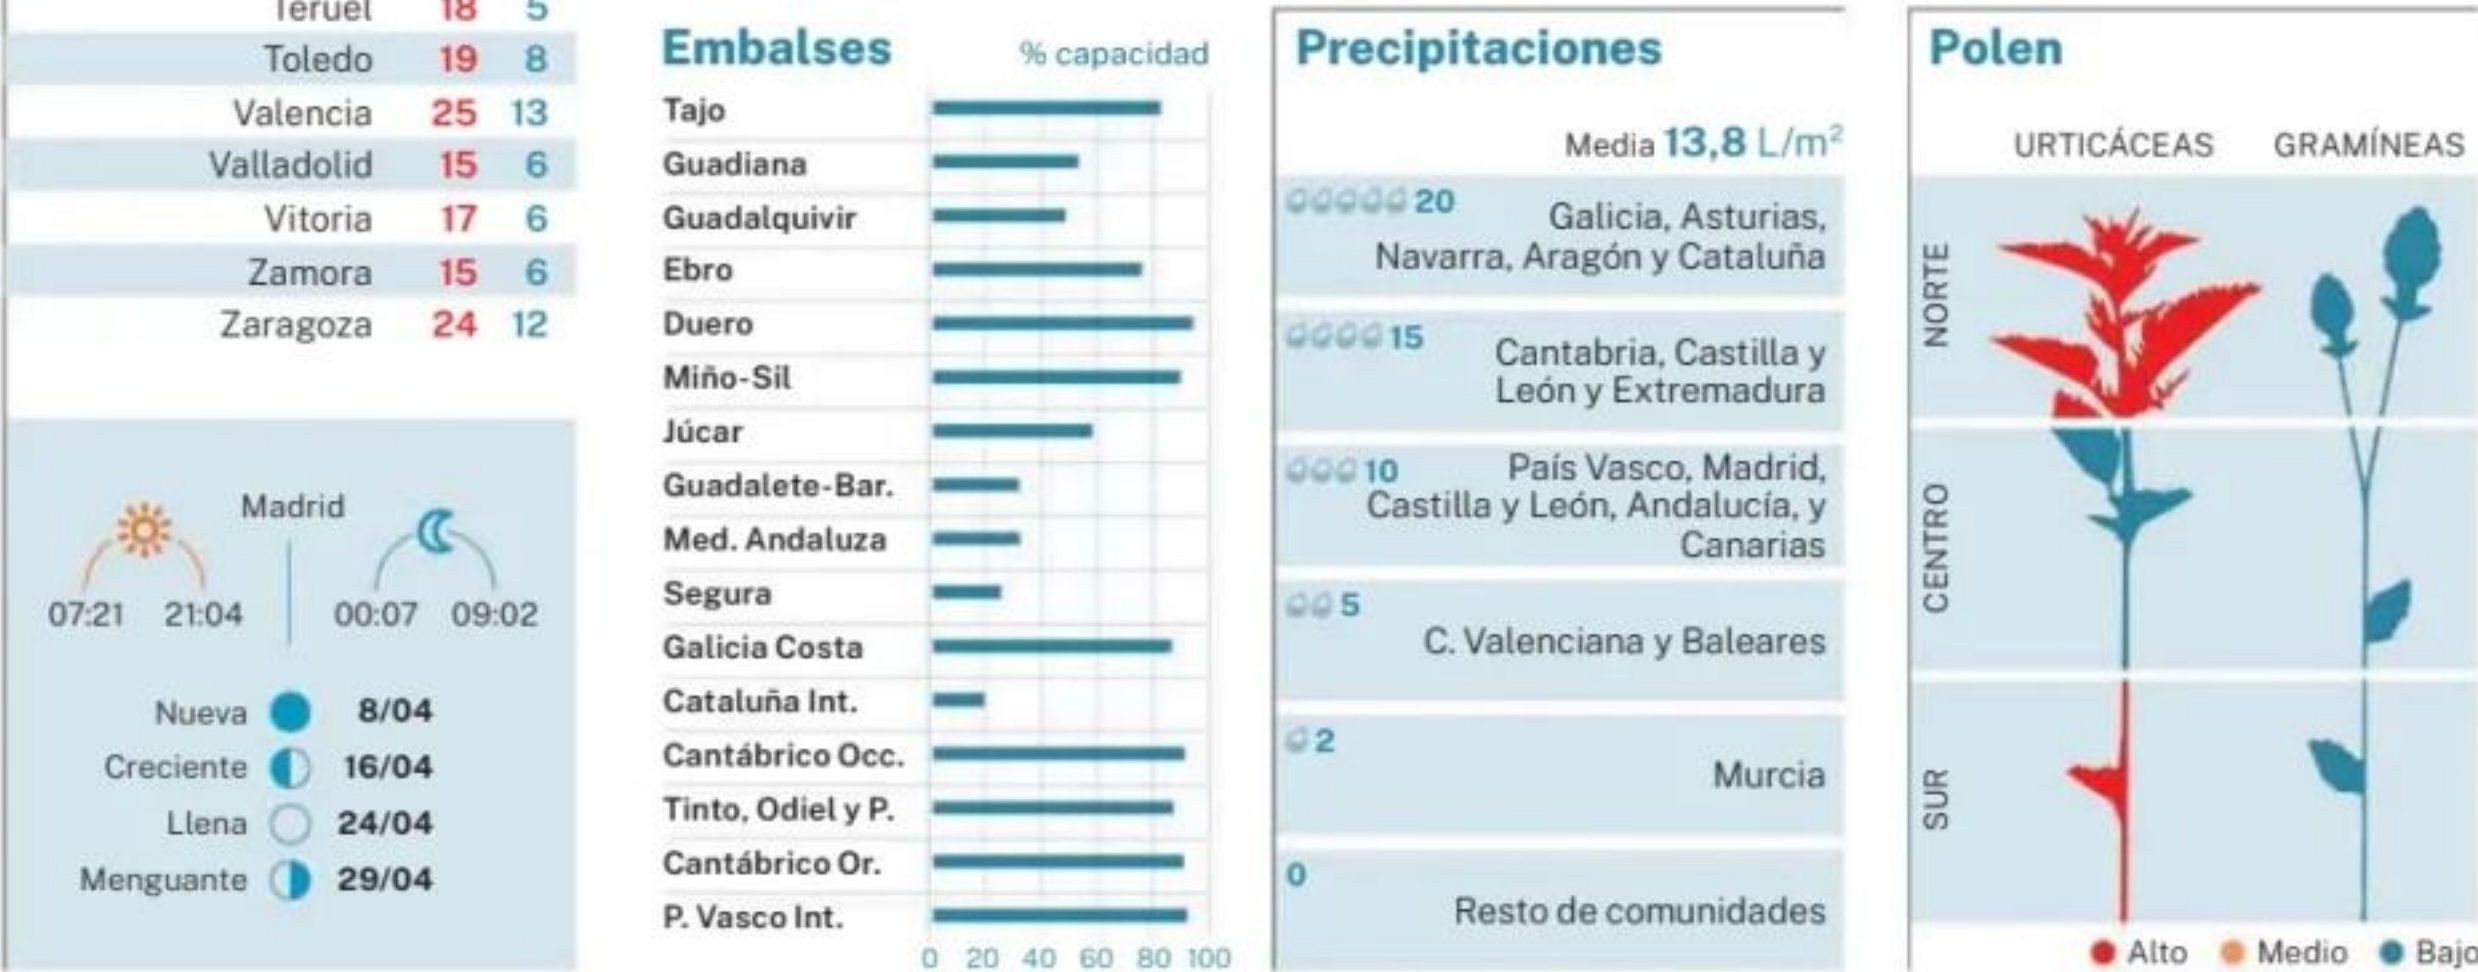 Teruel 18 5
Toledo 19 8
Valencia 25 13
Valladolid 15 6
Vitoria 17 6
Zamora 15 6
Zaragoza 24 12
Madrid
07:21 21:04 00:07 09:02
Nueva 8/04
Creciente 16/04
Llena 24/04
Menguante 29/04
Embalses % capacidad
Tajo
Guadiana
Guadalquivir
Ebro
Duero
Miño-Sil
Júcar
Guadalete-Bar.
Med. Andaluza
Segura
Galicia Costa
Cataluña Int.
Cantábrico Occ.
Tinto, Odiel y P.
Cantábrico Or.
P. Vasco Int.
0 20 40 60 80 100
Precipitaciones
Media 13,8 L/m²
20 Galicia, Asturias,
Navarra, Aragón y Cataluña
15 Cantabria, Castilla y
León y Extremadura
10 País Vasco, Madrid,
Castilla y León, Andalucía, y
Canarias
5
C. Valenciana y Baleares
2
Murcia
0
Resto de comunidades
Polen
URTICÁCEAS GRAMÍNEAS
NORTE
CENTRO
SUR
Alto Medio Bajo